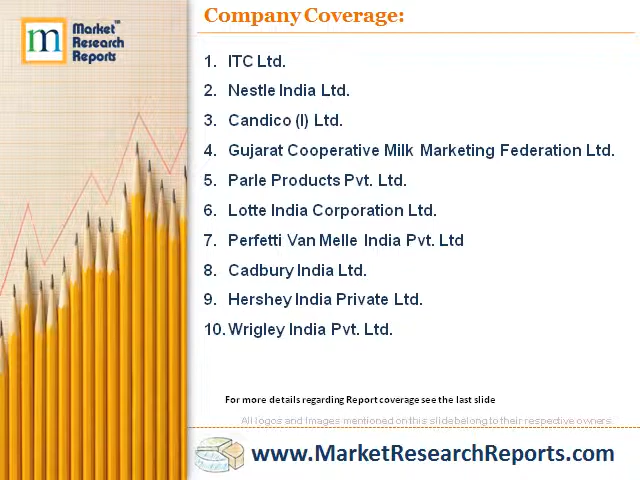 m
Market
Research
Reports
TM
Company Coverage:
1. ITC Ltd.
2. Nestle India Ltd.
3. Candico (I) Ltd.
4. Gujarat Cooperative Milk Marketing Federation Ltd.
5. Parle Products Pvt. Ltd.
6. Lotte India Corporation Ltd.
7. Perfetti Van Melle India Pvt. Ltd
8. Cadbury India Ltd.
9. Hershey India Private Ltd.
10. Wrigley India Pvt. Ltd.
For more details regarding Report coverage see the last slide
All logos and Images mentioned on this slide belong to their respective owners.
www.MarketResearchReports.com